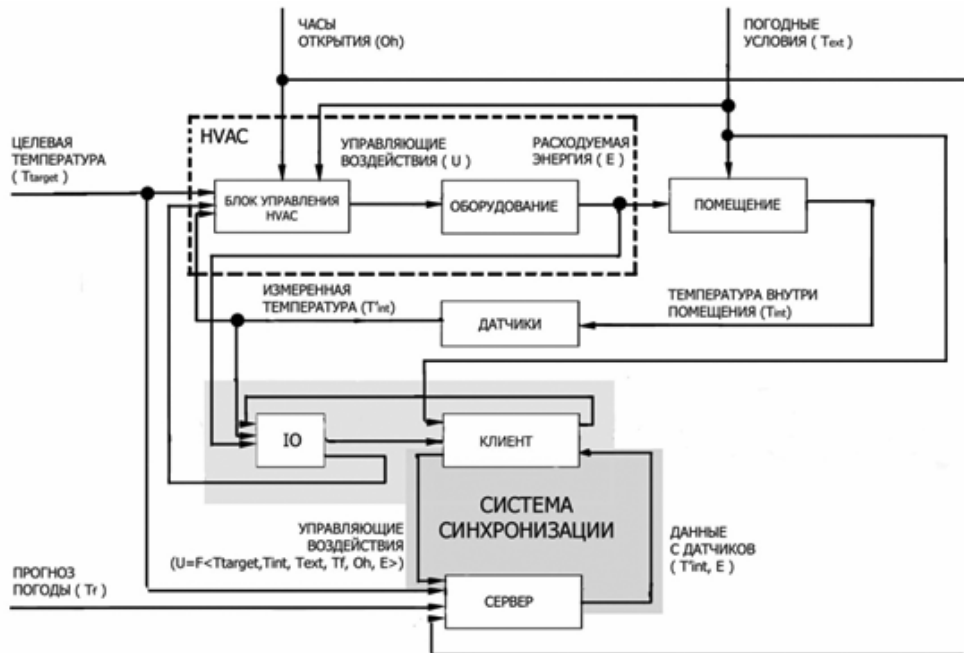 ЧАСЫ
ОТКРЫТИЯ (Oh)
ПОГОДНЫЕ
УСЛОВИЯ ( Text)
ЦЕЛЕВАЯ
ТЕМПЕРАТУРА
( Ttarget)
HVAC
УПРАВЛЯЮЩИЕ
ВОЗДЕЙСТВИЯ ( U )
РАСХОДУЕМАЯ
ЭНЕРГИЯ ( E )
БЛОК УПРАВЛЕНИЯ
HVAC
ОБОРУДОВАНИЕ
ПОМЕЩЕНИЕ
ИЗМЕРЕННАЯ
ТЕМПЕРАТУРА (T'int)
ДАТЧИКИ
ТЕМПЕРАТУРА ВНУТРИ
ПОМЕЩЕНИЯ (Tint)
IO
КЛИЕНТ
СИСТЕМА
СИНХРОНИЗАЦИИ
УПРАВЛЯЮЩИЕ
ВОЗДЕЙСТВИЯ
(U=F<Ttarget,Tint, Text, Tf, Oh, E>)
ДАННЫЕ
С ДАТЧИКОВ
( T'int, E )
ПРОГНОЗ
ПОГОДЫ ( Tf )
СЕРВЕР